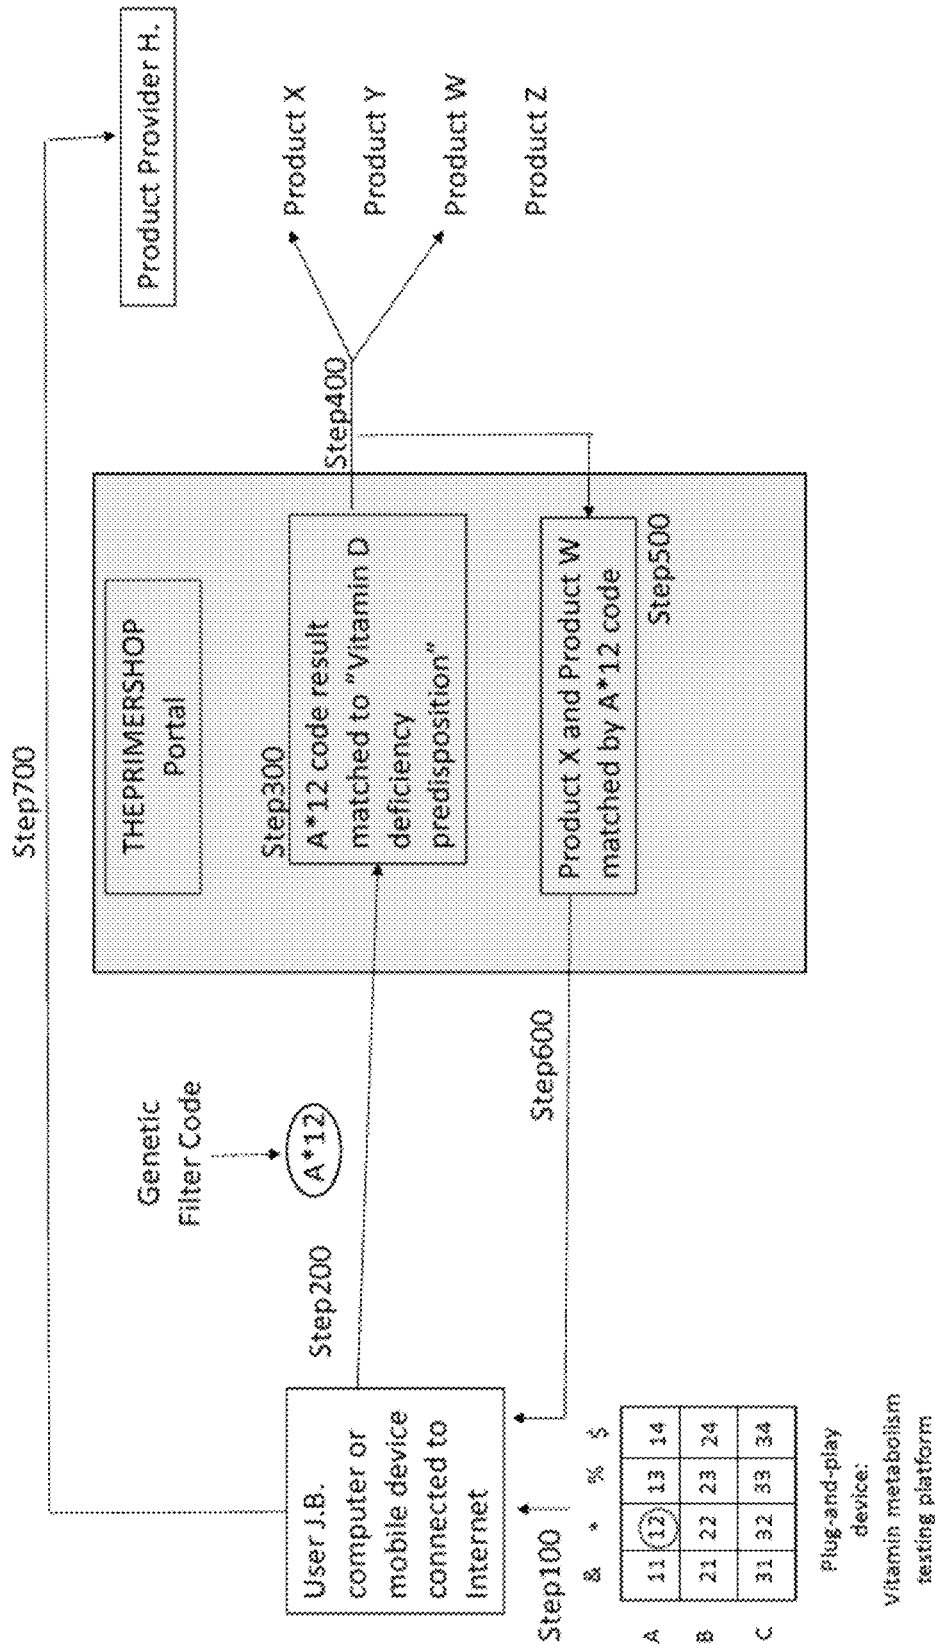 Step700
Product Provider H.
THEPRIMERSHOP
Portal
Genetic
Filter Code
A*12
Step200
User J.B.
computer or
mobile device
connected to
Internet
Step300
A*12 code result
matched to “Vitamin D
deficiency
predisposition”
Step400
Product X
Product Y
Product W
Product Z
Product X and Product W
matched by A*12 code
Step500
Step600
Step100
& * % $
A 11 12 13 14
B 21 22 23 24
C 31 32 33 34
Plug-and-play
device:
Vitamin metabolism
testing platform